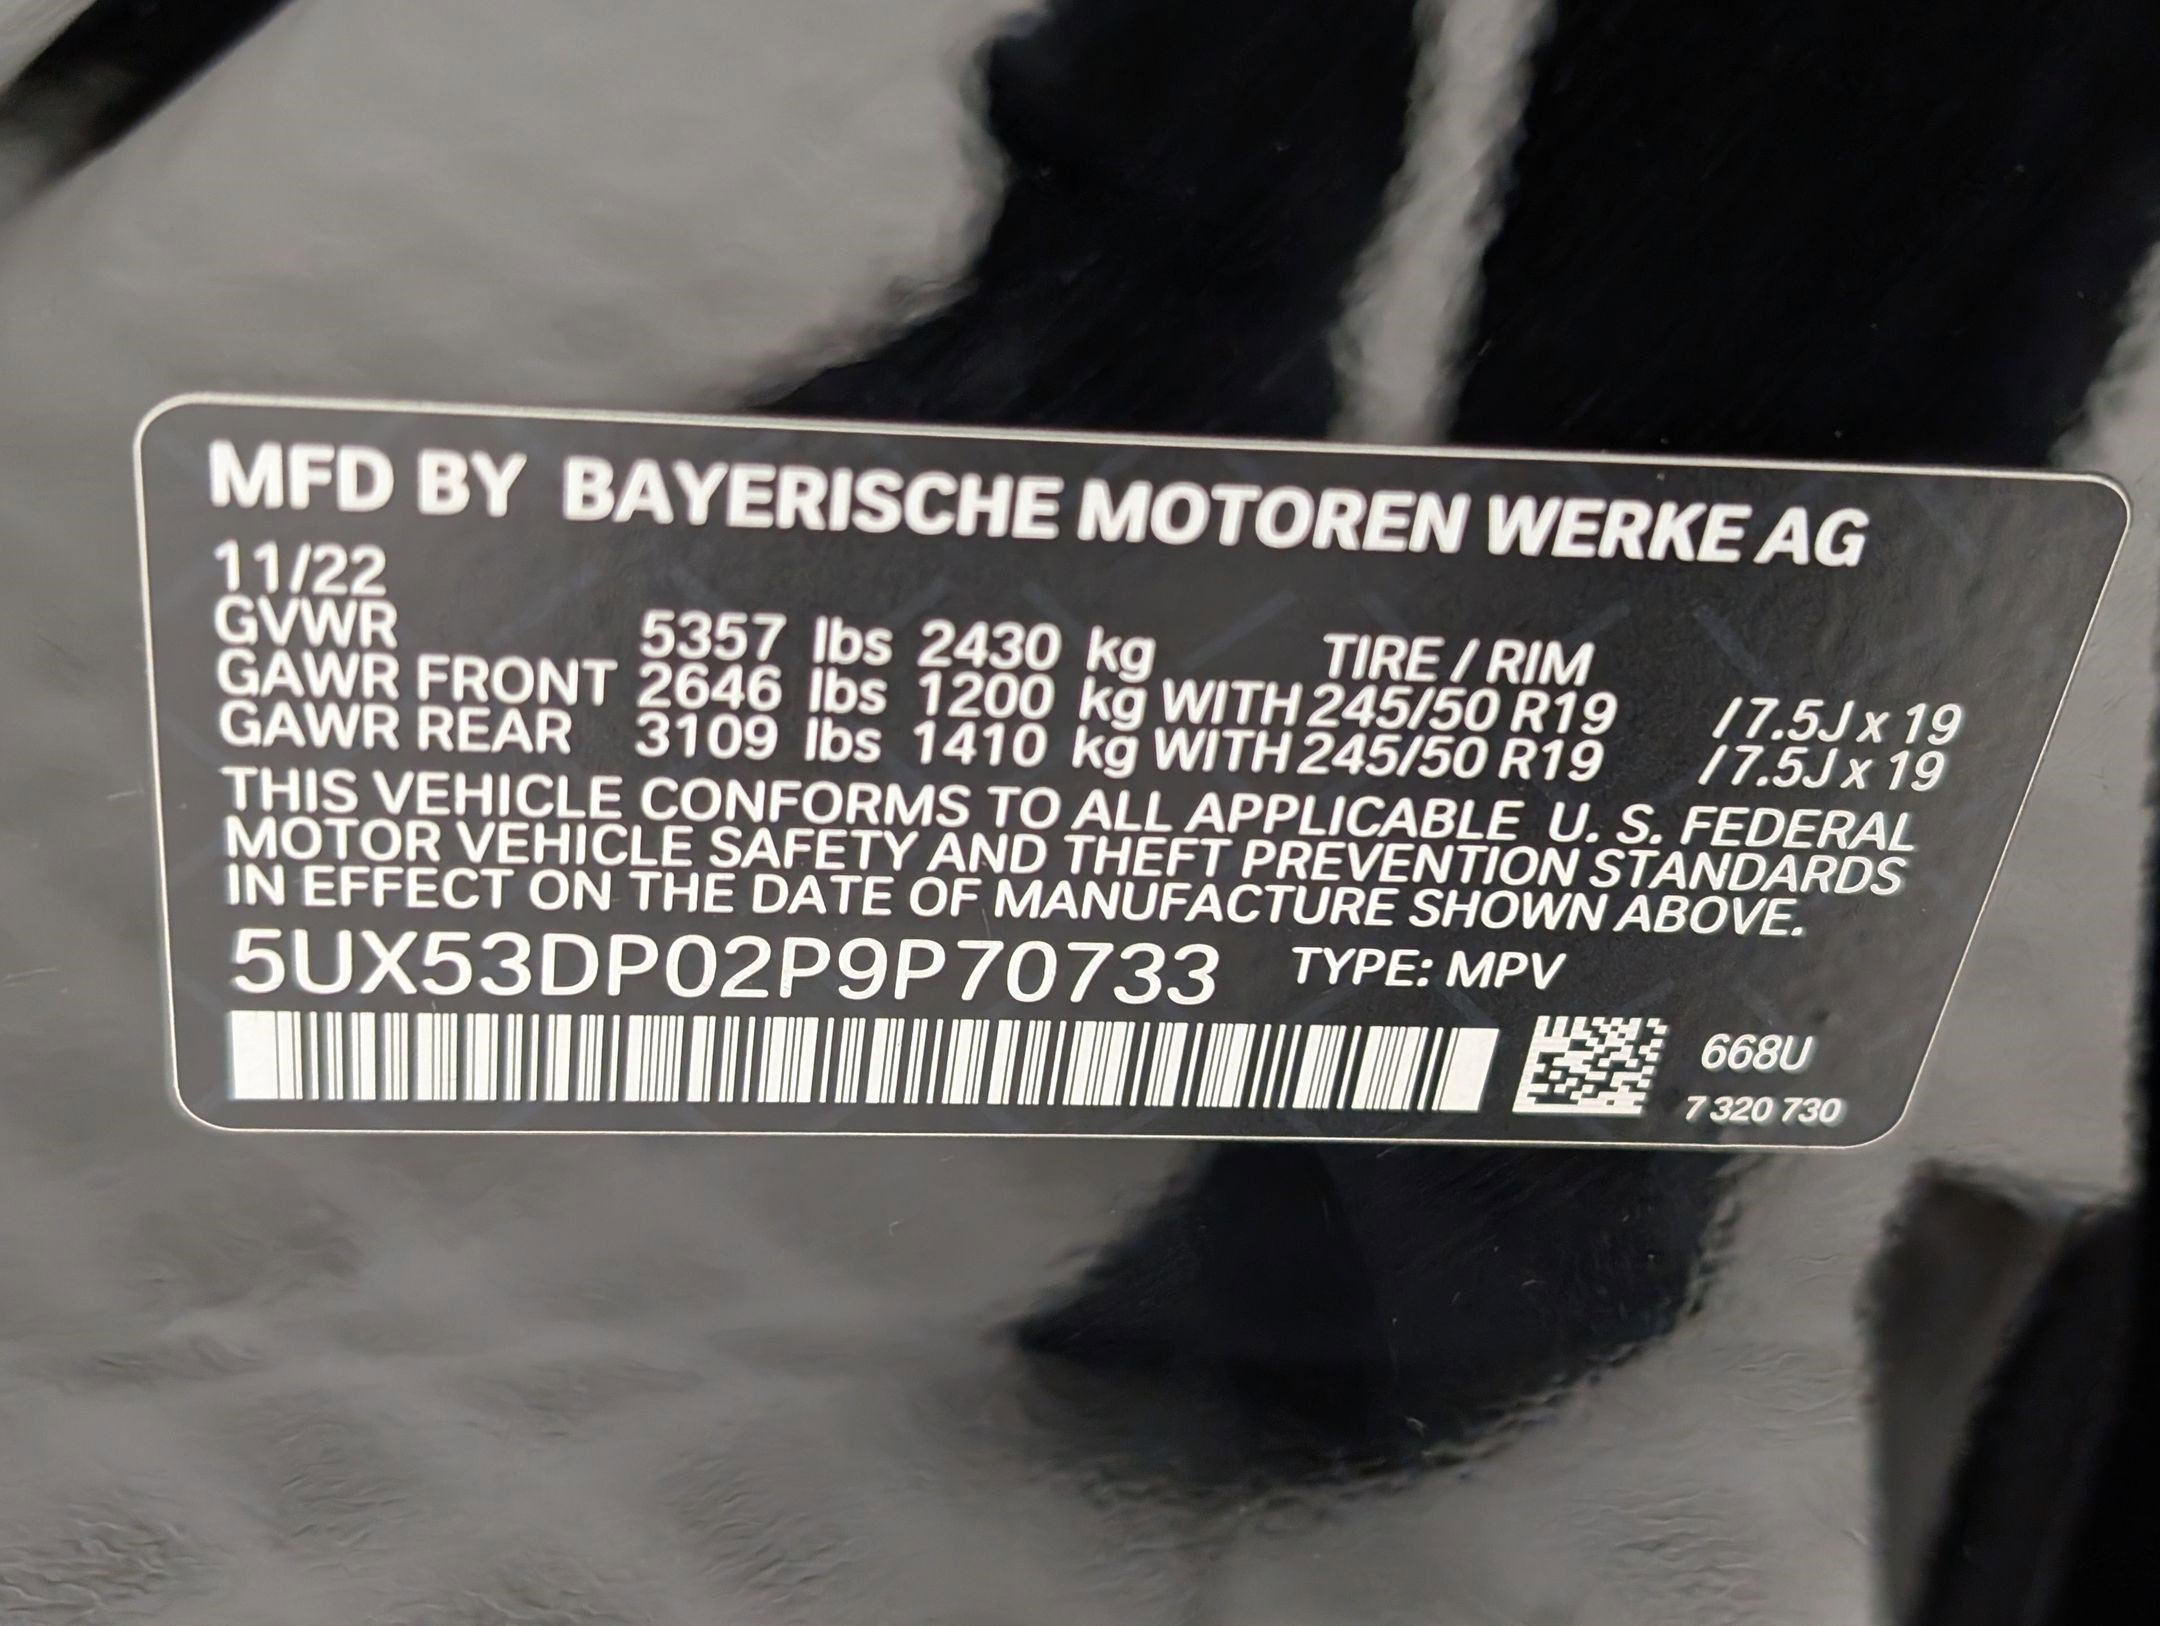 MFD BY BAYERISCHE MOTOREN WERKE AG
11/22
GVWR 5357 lbs 2430 kg TIRE / RIM
GAWR FRONT 2646 lbs 1200 kg WITH 245/50 R19 / 7.5J x 19
GAWR REAR 3109 lbs 1410 kg WITH 245/50 R19 / 7.5J x 19
THIS VEHICLE CONFORMS TO ALL APPLICABLE U. S. FEDERAL
MOTOR VEHICLE SAFETY AND THEFT PREVENTION STANDARDS
IN EFFECT ON THE DATE OF MANUFACTURE SHOWN ABOVE.
5UX53DP02P9P70733 TYPE: MPV
668U
7 320 730